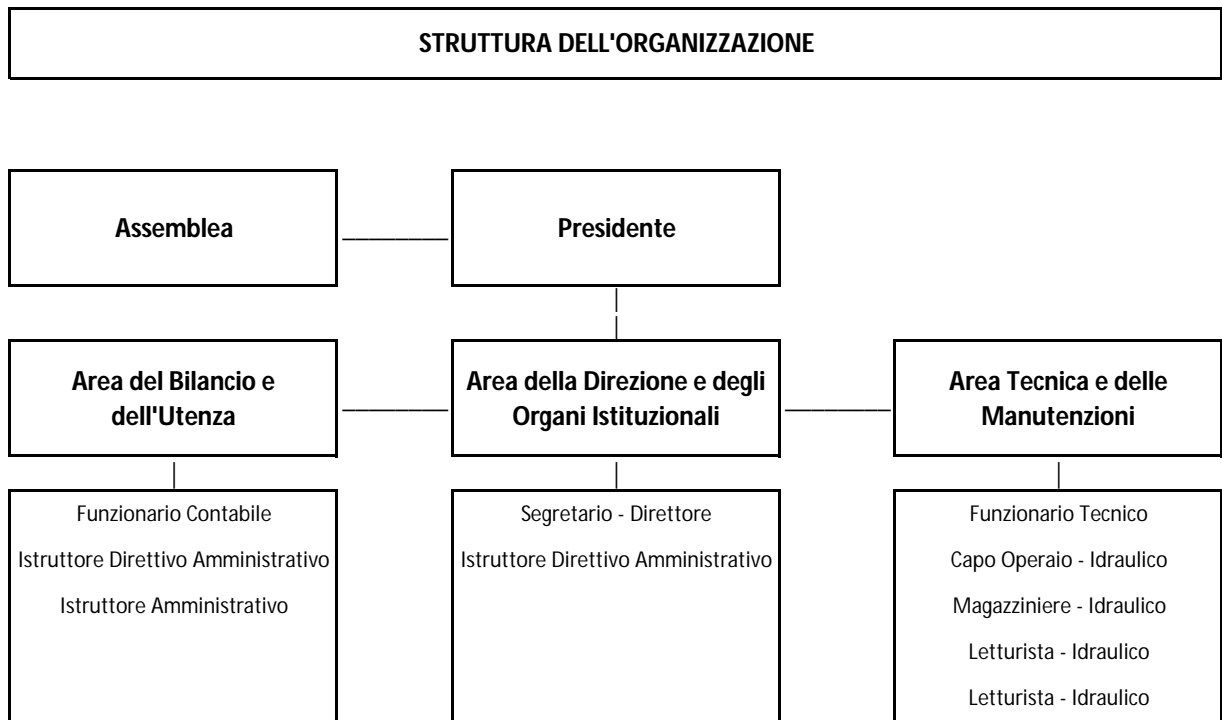 STRUTTURA DELL'ORGANIZZAZIONE
Assemblea
Presidente
Area del Bilancio e
dell'Utenza
Area della Direzione e degli
Organi Istituzionali
Area Tecnica e delle
Manutenzioni
Funzionario Contabile
Istruttore Direttivo Amministrativo
Istruttore Amministrativo
Segretario - Direttore
Istruttore Direttivo Amministrativo
Funzionario Tecnico
Capo Operaio - Idraulico
Magazziniere - Idraulico
Letturista - Idraulico
Letturista - Idraulico